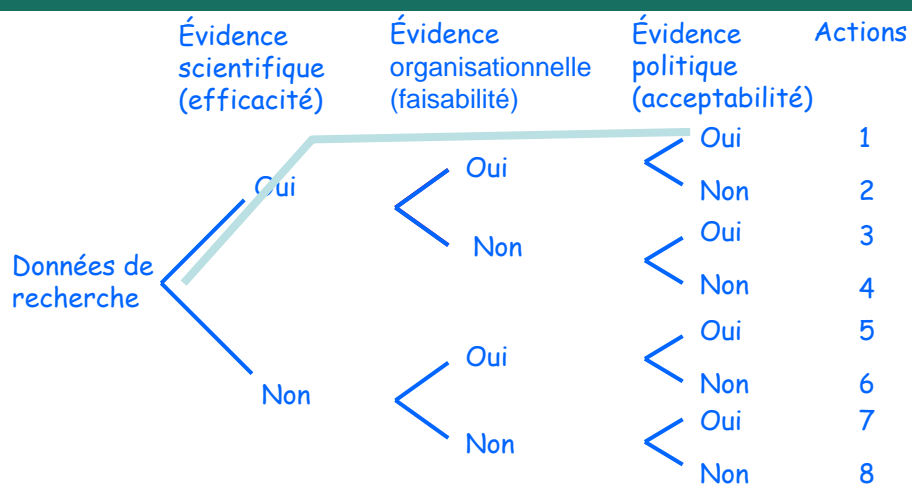 Évidence
scientifique
(efficacité)
Évidence
organisationnelle
(faisabilité)
Évidence
politique
(acceptabilité)
Actions
Oui 1
Oui
Oui
Non 2
Oui 3
Non
Données de
recherche
Non 4
Oui 5
Oui
Non
Non 6
Oui 7
Non
Non 8